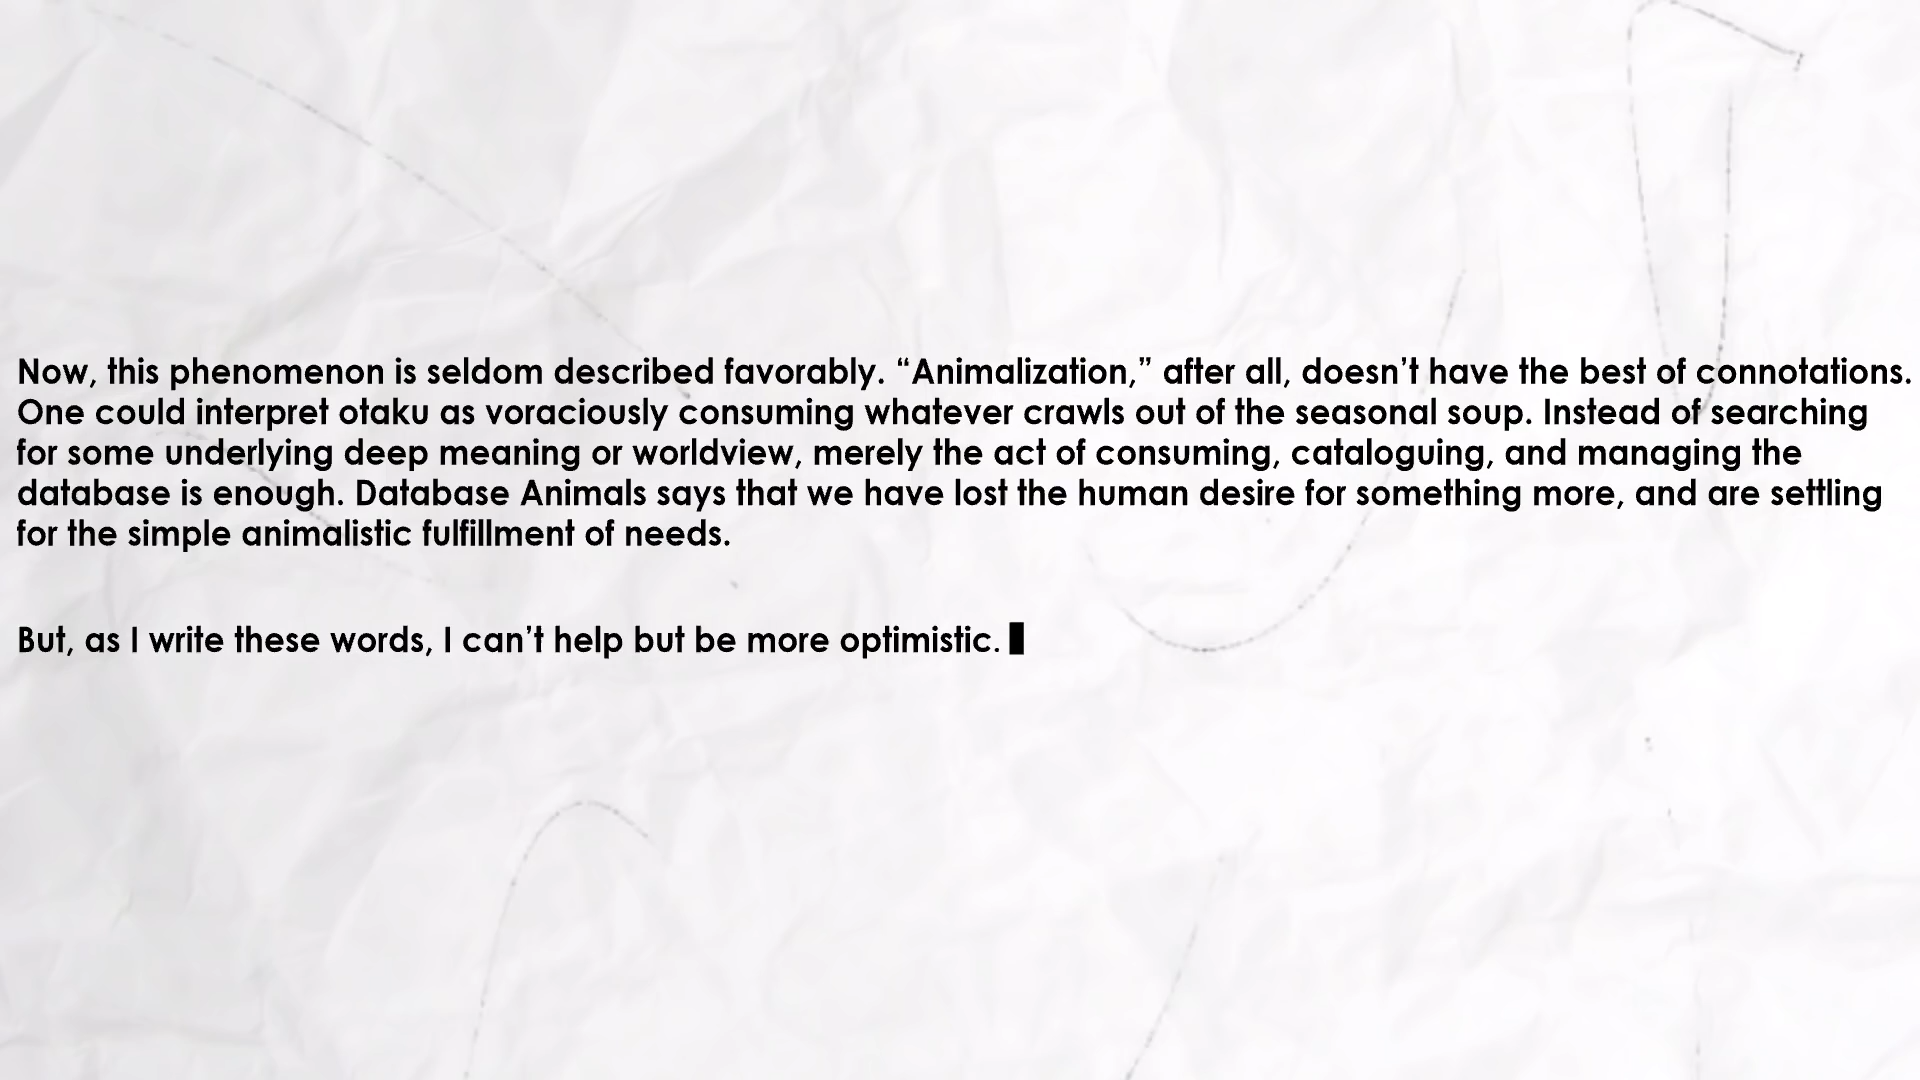 Now, this phenomenon is seldom described favorably. “Animalization,” after all, doesn’t have the best of connotations.
One could interpret otaku as voraciously consuming whatever crawls out of the seasonal soup. Instead of searching
for some underlying deep meaning or worldview, merely the act of consuming, cataloguing, and managing the
database is enough. Database Animals says that we have lost the human desire for something more, and are settling
for the simple animalistic fulfillment of needs.
But, as I write these words, I can’t help but be more optimistic.